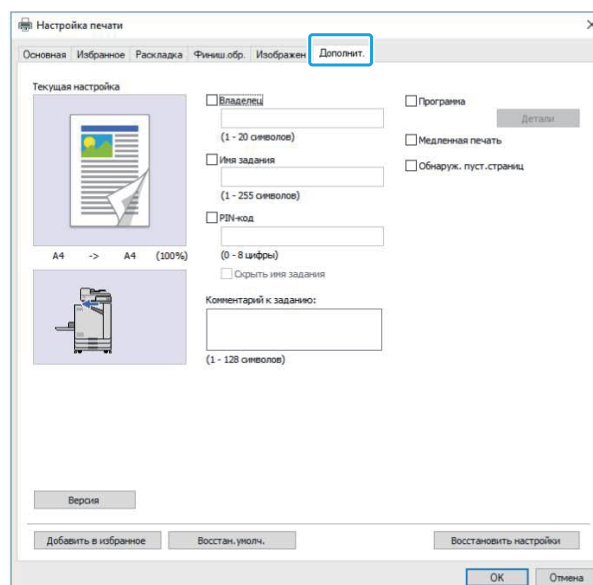 Настройка печати
Основная Избранное Раскладка Финиш.обр. Изображен Дополнит.
Текущая настройка
A4 -> A4 (100%)
Владелец
(1 - 20 символов)
Имя задания
(1 - 255 символов)
PIN-код
(0 - 8 цифры)
Скрыть имя задания
Комментарий к заданию:
(1 - 128 символов)
Программа
Детали
Медленная печать
Обнаруж. пуст.страниц
Версия
Добавить в избранное Восстан.умолч. Восстановить настройки
OK Отмена